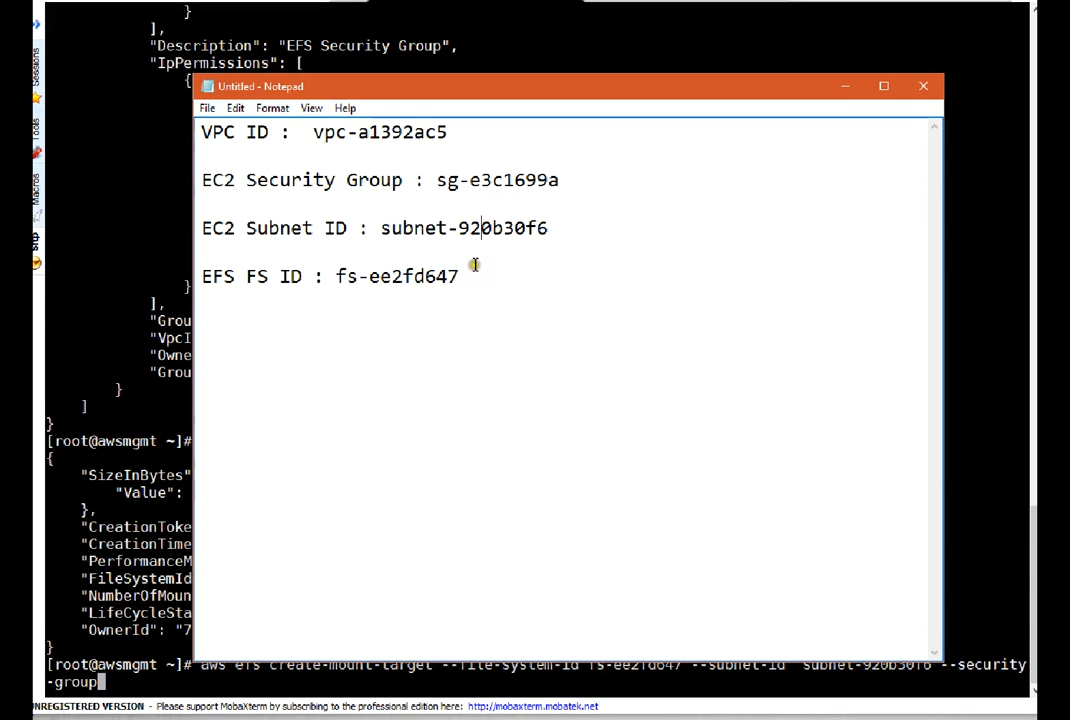 }
],
"Description": "EFS Security Group",
"IpPermissions": [
{
Untitled - Notepad
File Edit Format View Help
VPC ID :  vpc-a1392ac5
EC2 Security Group : sg-e3c1699a
EC2 Subnet ID : subnet-920b30f6
EFS FS ID : fs-ee2fd647
Sessions
Tools
Macros
Sftp
}
],
"Grou
"VpcI
"Owne
"Grou
}
]
}
[root@awsmgmt ~]#
{
"SizeInBytes"
"Value":
},
"CreationToke
"CreationTime
"PerformanceM
"FileSystemId
"NumberOfMoun
"LifeCycleSta
"OwnerId": "7
}
[root@awsmgmt ~]# aws efs create-mount-target --file-system-id fs-ee2fd647 --subnet-id  subnet-920b30f6 --security
-group
UNREGISTERED VERSION - Please support MobaXterm by subscribing to the professional edition here: http://mobaxterm.mobatek.net